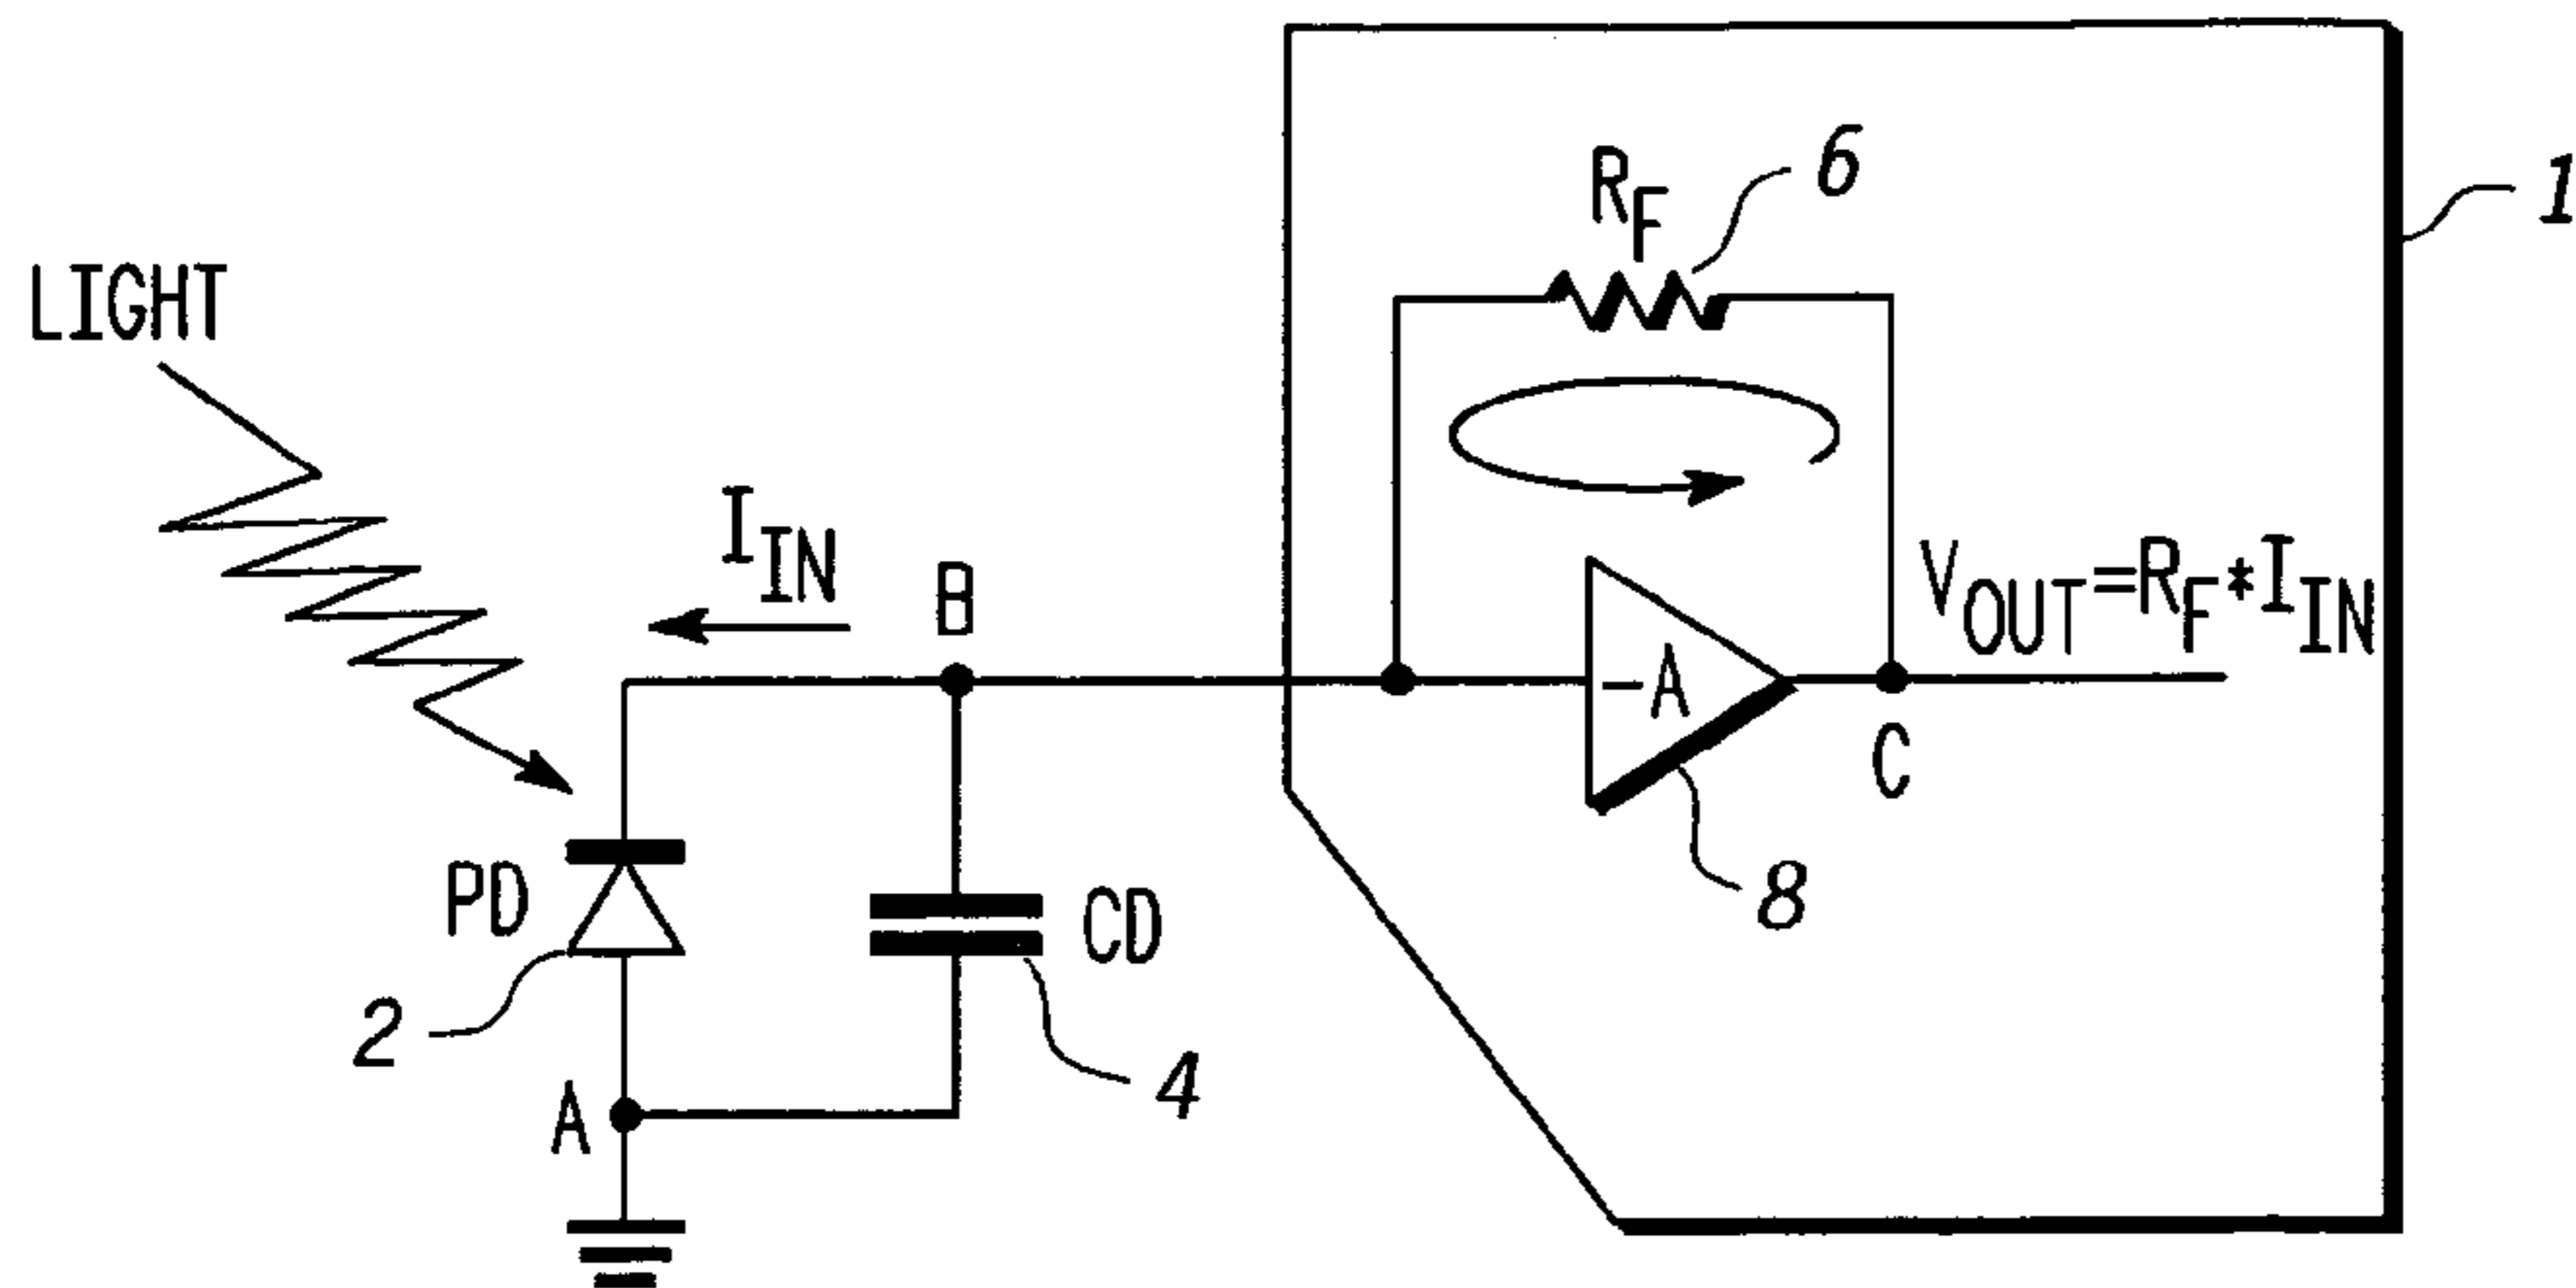 R_F
6
1
LIGHT
I_IN
B
V_OUT=R_F*I_IN
-A
C
PD
CD
8
2
4
A